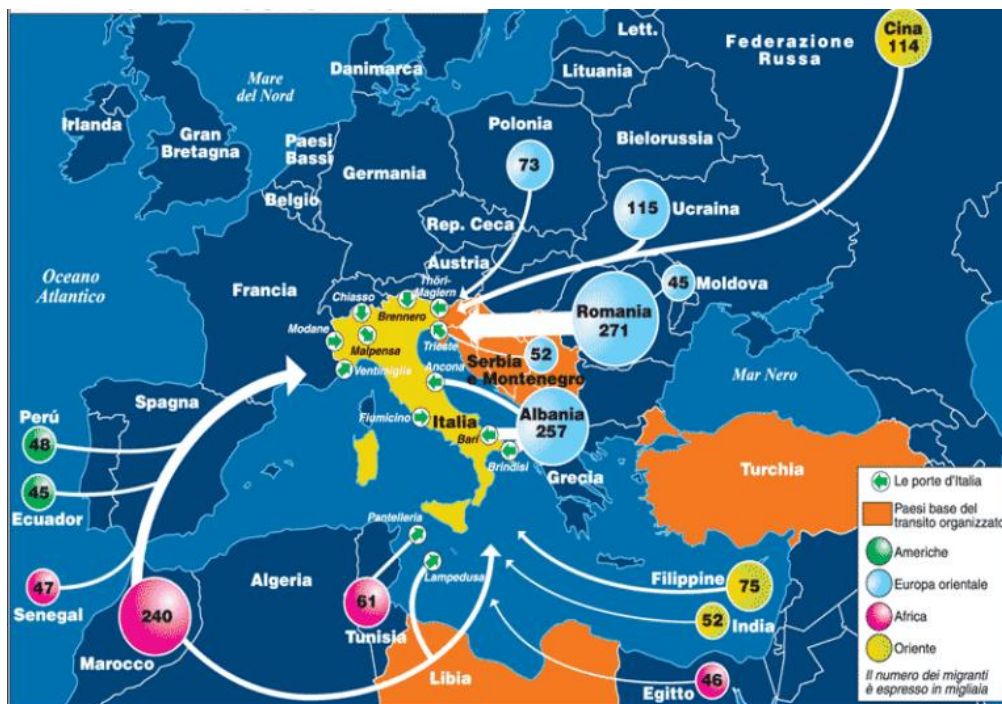 Cina
114
Federazione
Russa
Lett.
Lituania
Danimarca
Mare
del Nord
Irlanda
Gran
Bretagna
Paesi
Bassi
Polonia
73
Bielorussia
Germania
Belgio
115
Ucraina
Rep. Ceca
Oceano
Atlantico
Austria
Francia
Thörl-
Maglern
Chiasso
Brennero
45
Moldova
Romania
271
Modane
Malpensa
Trieste
52
Serbia
e Montenegro
Ventimiglia
Ancona
Mar Nero
Spagna
Perú
48
Fiumicino
Italia
Albania
257
Bari
Brindisi
45
Ecuador
Grecia
Turchia
Pantelleria
Lampedusa
47
Senegal
Algeria
240
Marocco
61
Tunisia
Libia
Filippine
75
52
India
46
Egitto
Le porte d'Italia
Paesi base del
transito organizzato
Americhe
Europa orientale
Africa
Oriente
Il numero dei migranti
è espresso in migliaia